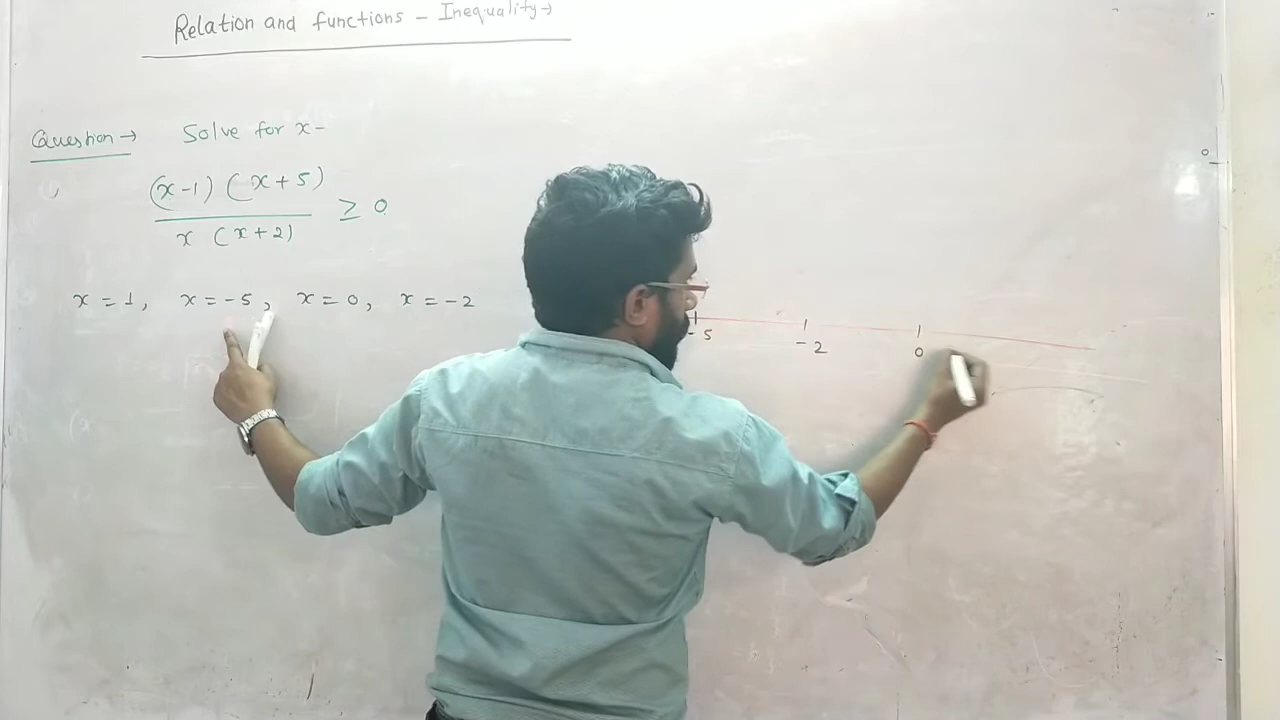 Relation and functions – Inequality→
Question → Solve for x –
(x-1) (x+5)
x (x+2)
≥ 0
x = 1, x = -5, x = 0, x = -2
-5 -2 0